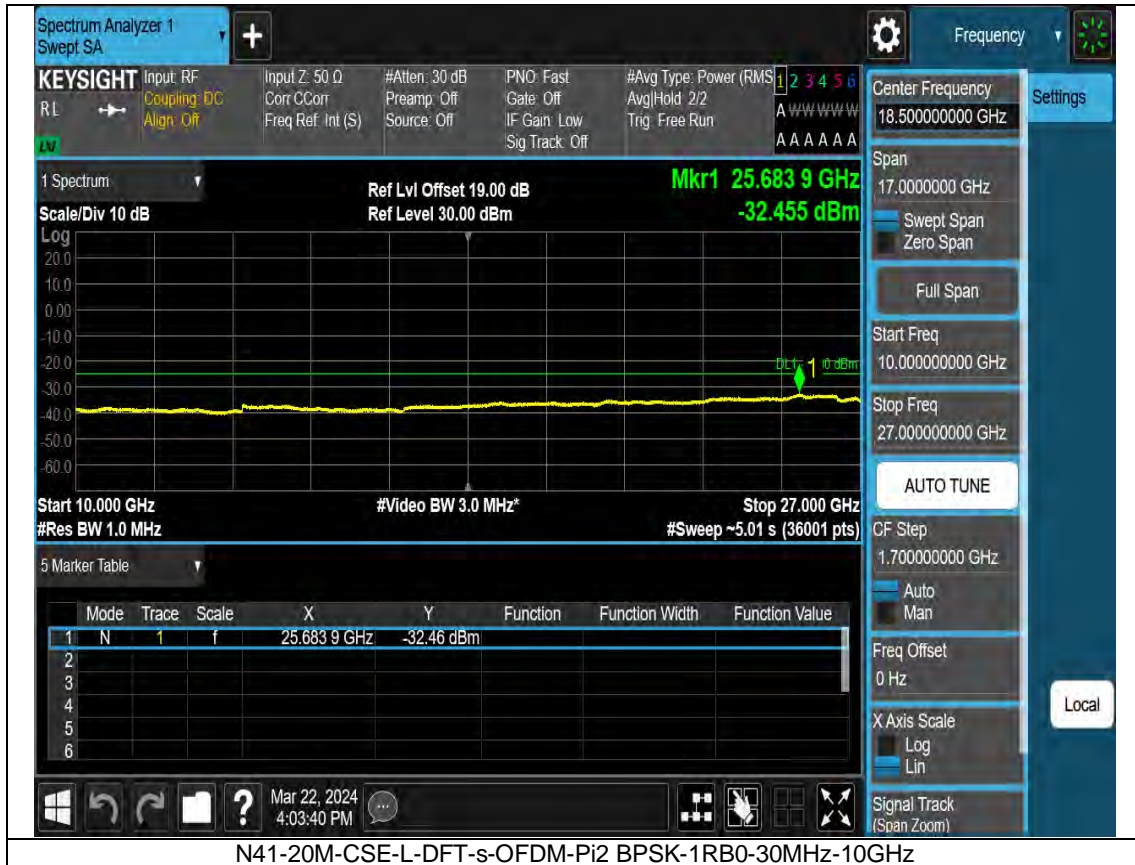 Spectrum Analyzer 1
Swept SA
+
Frequency
KEYSIGHT
RL
LXI
Input: RF
Coupling: DC
Align: Off
Input Z: 50 Ω
Corr CCorr
Freq Ref: Int (S)
#Atten: 30 dB
Preamp: Off
Source: Off
PNO: Fast
Gate: Off
IF Gain: Low
Sig Track: Off
#Avg Type: Power (RMS
Avg|Hold: 2/2
Trig: Free Run
1 2 3 4 5 6
A W W W W W
A A A A A A
1 Spectrum
Scale/Div 10 dB
Ref Lvl Offset 19.00 dB
Ref Level 30.00 dBm
Mkr1 25.683 9 GHz
-32.455 dBm
Log
20.0
10.0
0.00
-10.0
-20.0
-30.0
-40.0
-50.0
-60.0
DL1
1
0 dBm
Start 10.000 GHz
#Video BW 3.0 MHz*
Stop 27.000 GHz
#Res BW 1.0 MHz
#Sweep ~5.01 s (36001 pts)
5 Marker Table
Mode Trace Scale X Y Function Function Width Function Value
1 N 1 f 25.683 9 GHz -32.46 dBm
2
3
4
5
6
Center Frequency
18.500000000 GHz
Settings
Span
17.0000000 GHz
Swept Span
Zero Span
Full Span
Start Freq
10.000000000 GHz
Stop Freq
27.000000000 GHz
AUTO TUNE
CF Step
1.700000000 GHz
Auto
Man
Freq Offset
0 Hz
X Axis Scale
Log
Lin
Local
Signal Track
(Span Zoom)
?
Mar 22, 2024
4:03:40 PM
N41-20M-CSE-L-DFT-s-OFDM-Pi2 BPSK-1RB0-30MHz-10GHz